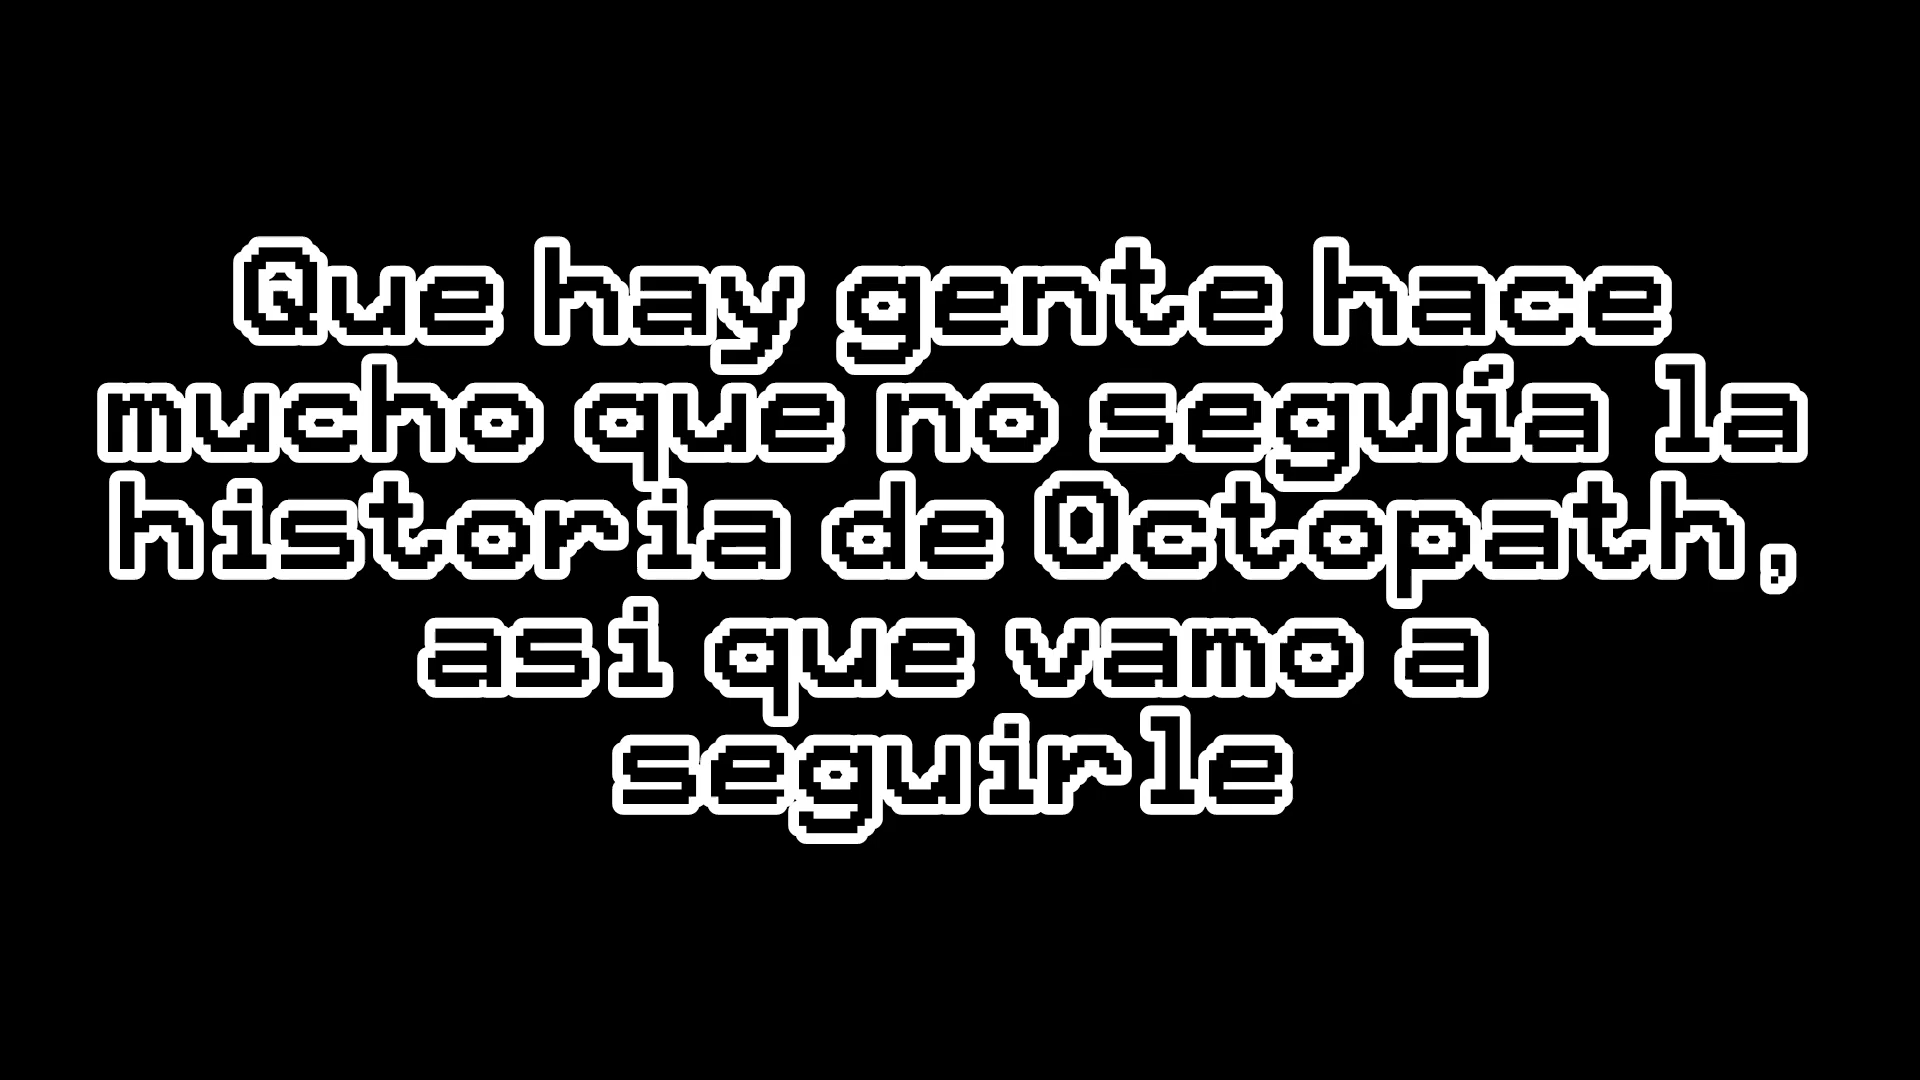 Que hay gente hace
mucho que no seguía la
historia de Octopath,
asi que vamo a
seguirle